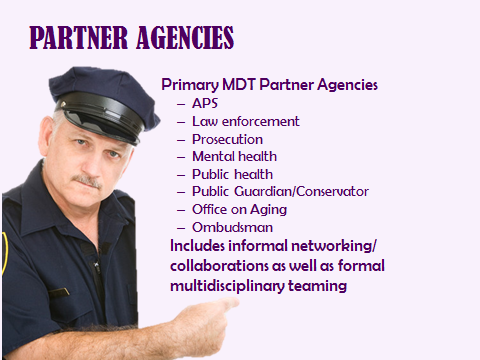 PARTNER AGENCIES
Primary MDT Partner Agencies
– APS
– Law enforcement
– Prosecution
– Mental health
– Public health
– Public Guardian/Conservator
– Office on Aging
– Ombudsman
Includes informal networking/
collaborations as well as formal
multidisciplinary teaming